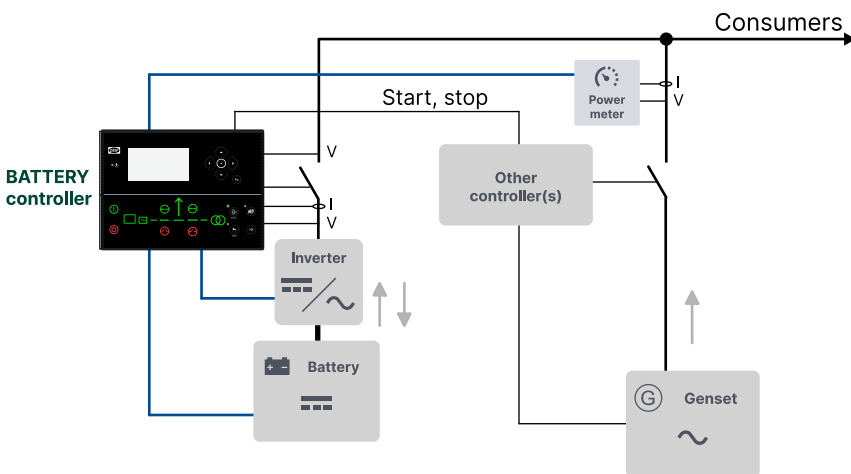 Consumers
I
V
Power
meter
Start, stop
V
BATTERY
controller
Other
controller(s)
I
V
Inverter
Battery
G
Genset